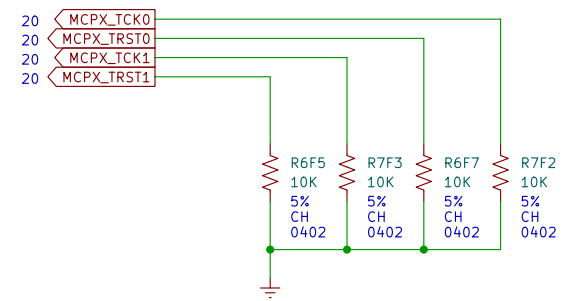 20 MCPX_TCK0
20 MCPX_TRST0
20 MCPX_TCK1
20 MCPX_TRST1
R6F5 R7F3 R6F7 R7F2
10K 10K 10K 10K
5% 5% 5% 5%
CH CH CH CH
0402 0402 0402 0402